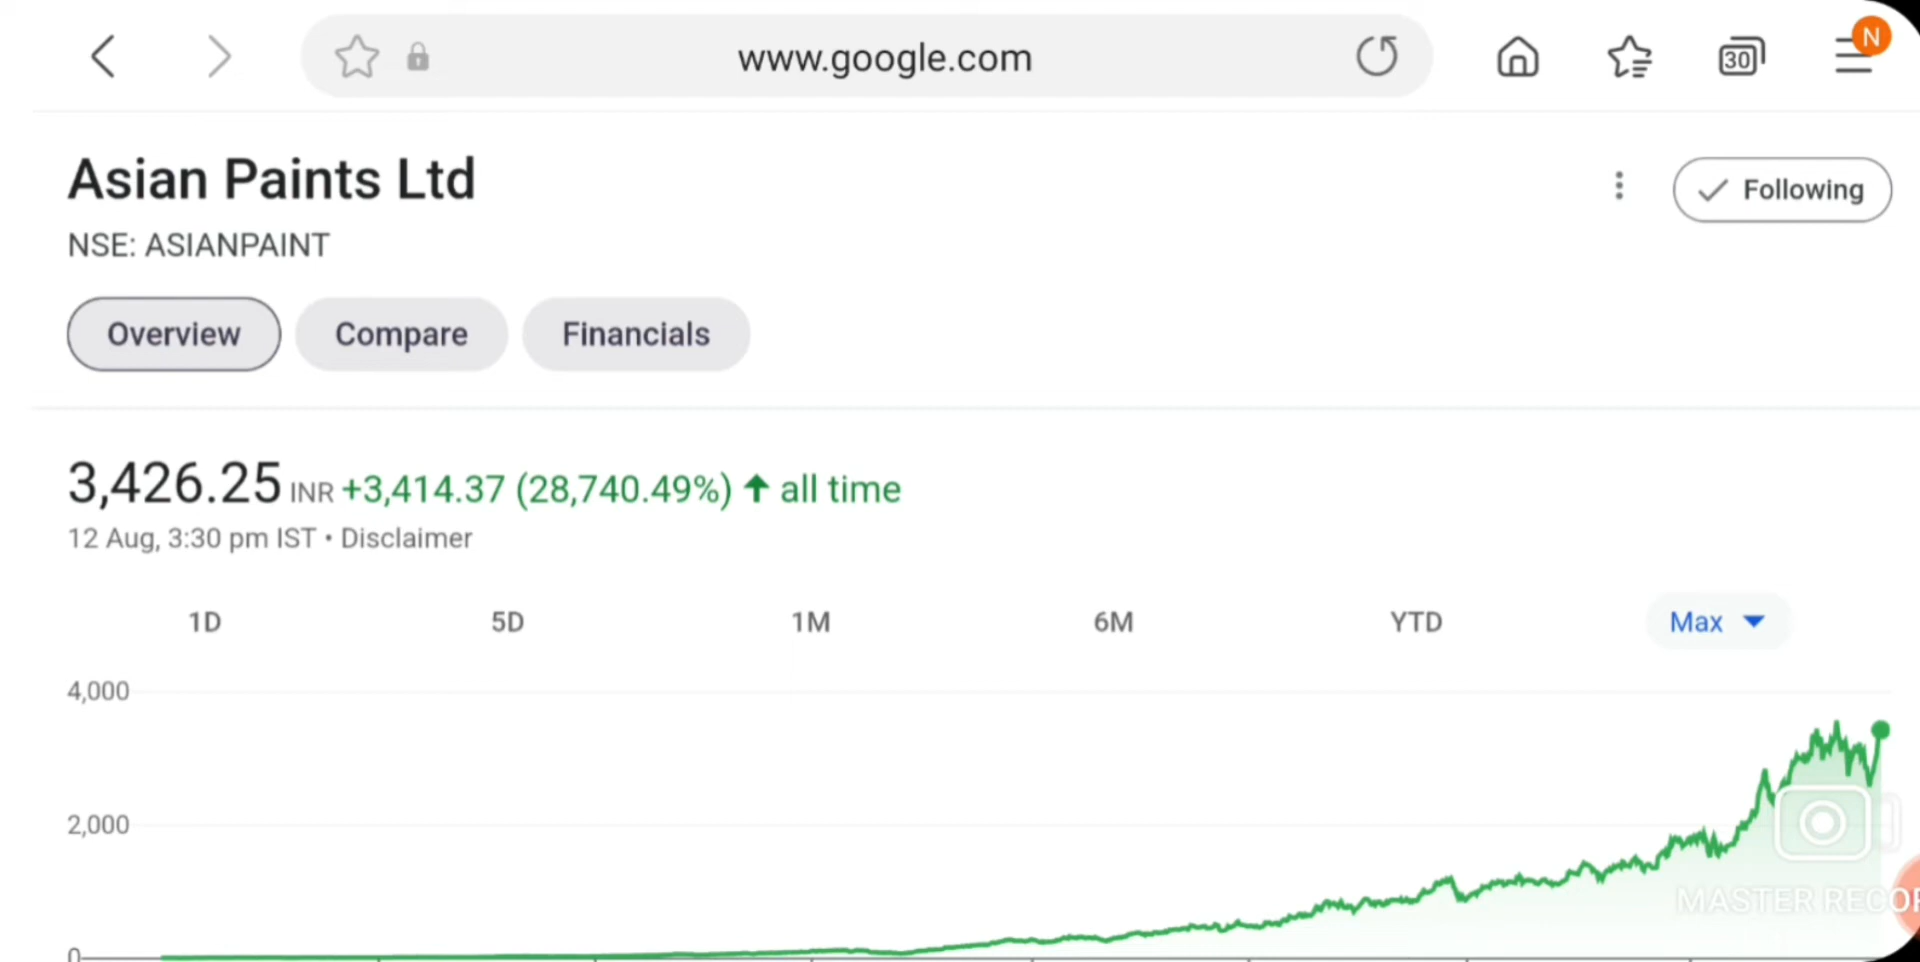 www.google.com
30
N
Asian Paints Ltd
Following
NSE: ASIANPAINT
Overview
Compare
Financials
3,426.25 INR +3,414.37 (28,740.49%) ↑ all time
12 Aug, 3:30 pm IST • Disclaimer
1D
5D
1M
6M
YTD
Max
4,000
2,000
MASTER RECOR
0